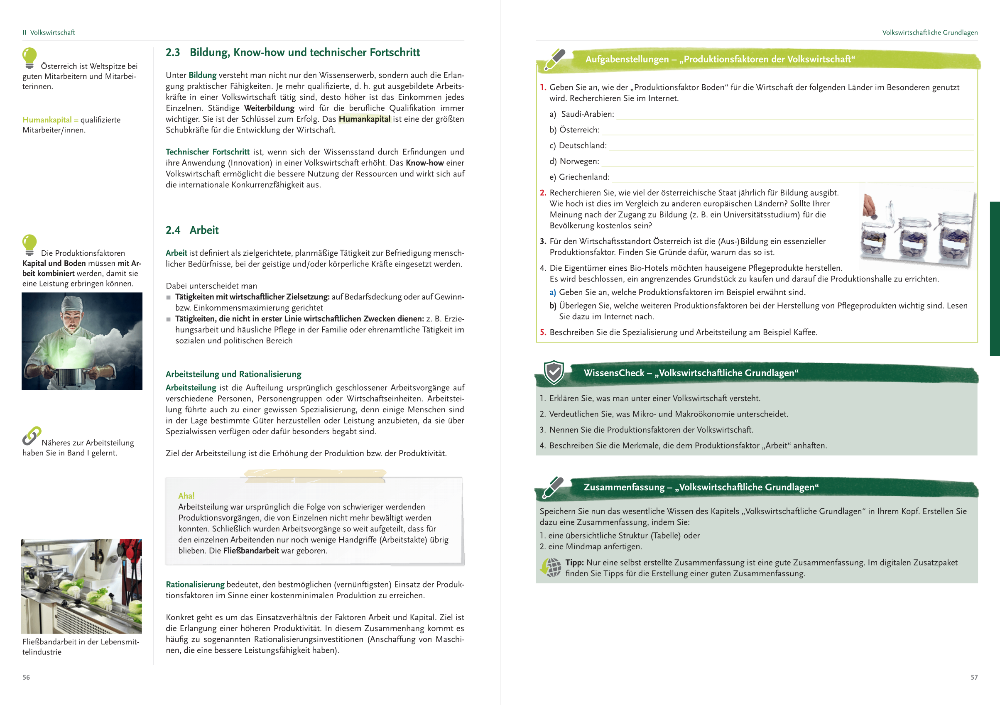 II Volkswirtschaft
Österreich ist Weltspitze bei
guten Mitarbeitern und Mitarbei-
terinnen.
Humankapital = qualifizierte
Mitarbeiter/innen.
Die Produktionsfaktoren
Kapital und Boden müssen mit Ar-
beit kombiniert werden, damit sie
eine Leistung erbringen können.
Näheres zur Arbeitsteilung
haben Sie in Band I gelernt.
Fließbandarbeit in der Lebensmit-
telindustrie
2.3 Bildung, Know-how und technischer Fortschritt
Unter Bildung versteht man nicht nur den Wissenserwerb, sondern auch die Erlan-
gung praktischer Fähigkeiten. Je mehr qualifizierte, d. h. gut ausgebildete Arbeits-
kräfte in einer Volkswirtschaft tätig sind, desto höher ist das Einkommen jedes
Einzelnen. Ständige Weiterbildung wird für die berufliche Qualifikation immer
wichtiger. Sie ist der Schlüssel zum Erfolg. Das Humankapital ist eine der größten
Schubkräfte für die Entwicklung der Wirtschaft.
Technischer Fortschritt ist, wenn sich der Wissensstand durch Erfindungen und
ihre Anwendung (Innovation) in einer Volkswirtschaft erhöht. Das Know-how einer
Volkswirtschaft ermöglicht die bessere Nutzung der Ressourcen und wirkt sich auf
die internationale Konkurrenzfähigkeit aus.
2.4 Arbeit
Arbeit ist definiert als zielgerichtete, planmäßige Tätigkeit zur Befriedigung mensch-
licher Bedürfnisse, bei der geistige und/oder körperliche Kräfte eingesetzt werden.
Dabei unterscheidet man
■ Tätigkeiten mit wirtschaftlicher Zielsetzung: auf Bedarfsdeckung oder auf Gewinn-
bzw. Einkommensmaximierung gerichtet
■ Tätigkeiten, die nicht in erster Linie wirtschaftlichen Zwecken dienen: z. B. Erzie-
hungsarbeit und häusliche Pflege in der Familie oder ehrenamtliche Tätigkeit im
sozialen und politischen Bereich
Arbeitsteilung und Rationalisierung
Arbeitsteilung ist die Aufteilung ursprünglich geschlossener Arbeitsvorgänge auf
verschiedene Personen, Personengruppen oder Wirtschaftseinheiten. Arbeitstei-
lung führte auch zu einer gewissen Spezialisierung, denn einige Menschen sind
in der Lage bestimmte Güter herzustellen oder Leistung anzubieten, da sie über
Spezialwissen verfügen oder dafür besonders begabt sind.
Ziel der Arbeitsteilung ist die Erhöhung der Produktion bzw. der Produktivität.
Aha!
Arbeitsteilung war ursprünglich die Folge von schwieriger werdenden
Produktionsvorgängen, die von Einzelnen nicht mehr bewältigt werden
konnten. Schließlich wurden Arbeitsvorgänge so weit aufgeteilt, dass für
den einzelnen Arbeitenden nur noch wenige Handgriffe (Arbeitstakte) übrig
blieben. Die Fließbandarbeit war geboren.
Rationalisierung bedeutet, den bestmöglichen (vernünftigsten) Einsatz der Produk-
tionsfaktoren im Sinne einer kostenminimalen Produktion zu erreichen.
Konkret geht es um das Einsatzverhältnis der Faktoren Arbeit und Kapital. Ziel ist
die Erlangung einer höheren Produktivität. In diesem Zusammenhang kommt es
häufig zu sogenannten Rationalisierungsinvestitionen (Anschaffung von Maschi-
nen, die eine bessere Leistungsfähigkeit haben).
56
Volkswirtschaftliche Grundlagen
Aufgabenstellungen – „Produktionsfaktoren der Volkswirtschaft“
1. Geben Sie an, wie der „Produktionsfaktor Boden“ für die Wirtschaft der folgenden Länder im Besonderen genutzt
wird. Recherchieren Sie im Internet.
a) Saudi-Arabien:
b) Österreich:
c) Deutschland:
d) Norwegen:
e) Griechenland:
2. Recherchieren Sie, wie viel der österreichische Staat jährlich für Bildung ausgibt.
Wie hoch ist dies im Vergleich zu anderen europäischen Ländern? Sollte Ihrer
Meinung nach der Zugang zu Bildung (z. B. ein Universitätsstudium) für die
Bevölkerung kostenlos sein?
3. Für den Wirtschaftsstandort Österreich ist die (Aus-)Bildung ein essenzieller
Produktionsfaktor. Finden Sie Gründe dafür, warum das so ist.
4. Die Eigentümer eines Bio-Hotels möchten hauseigene Pflegeprodukte herstellen.
Es wird beschlossen, ein angrenzendes Grundstück zu kaufen und darauf die Produktionshalle zu errichten.
a) Geben Sie an, welche Produktionsfaktoren im Beispiel erwähnt sind.
b) Überlegen Sie, welche weiteren Produktionsfaktoren bei der Herstellung von Pflegeprodukten wichtig sind. Lesen
Sie dazu im Internet nach.
5. Beschreiben Sie die Spezialisierung und Arbeitsteilung am Beispiel Kaffee.
WissensCheck – „Volkswirtschaftliche Grundlagen“
1. Erklären Sie, was man unter einer Volkswirtschaft versteht.
2. Verdeutlichen Sie, was Mikro- und Makroökonomie unterscheidet.
3. Nennen Sie die Produktionsfaktoren der Volkswirtschaft.
4. Beschreiben Sie die Merkmale, die dem Produktionsfaktor „Arbeit“ anhaften.
Zusammenfassung – „Volkswirtschaftliche Grundlagen“
Speichern Sie nun das wesentliche Wissen des Kapitels „Volkswirtschaftliche Grundlagen“ in Ihrem Kopf. Erstellen Sie
dazu eine Zusammenfassung, indem Sie:
1. eine übersichtliche Struktur (Tabelle) oder
2. eine Mindmap anfertigen.
Tipp: Nur eine selbst erstellte Zusammenfassung ist eine gute Zusammenfassung. Im digitalen Zusatzpaket
finden Sie Tipps für die Erstellung einer guten Zusammenfassung.
57